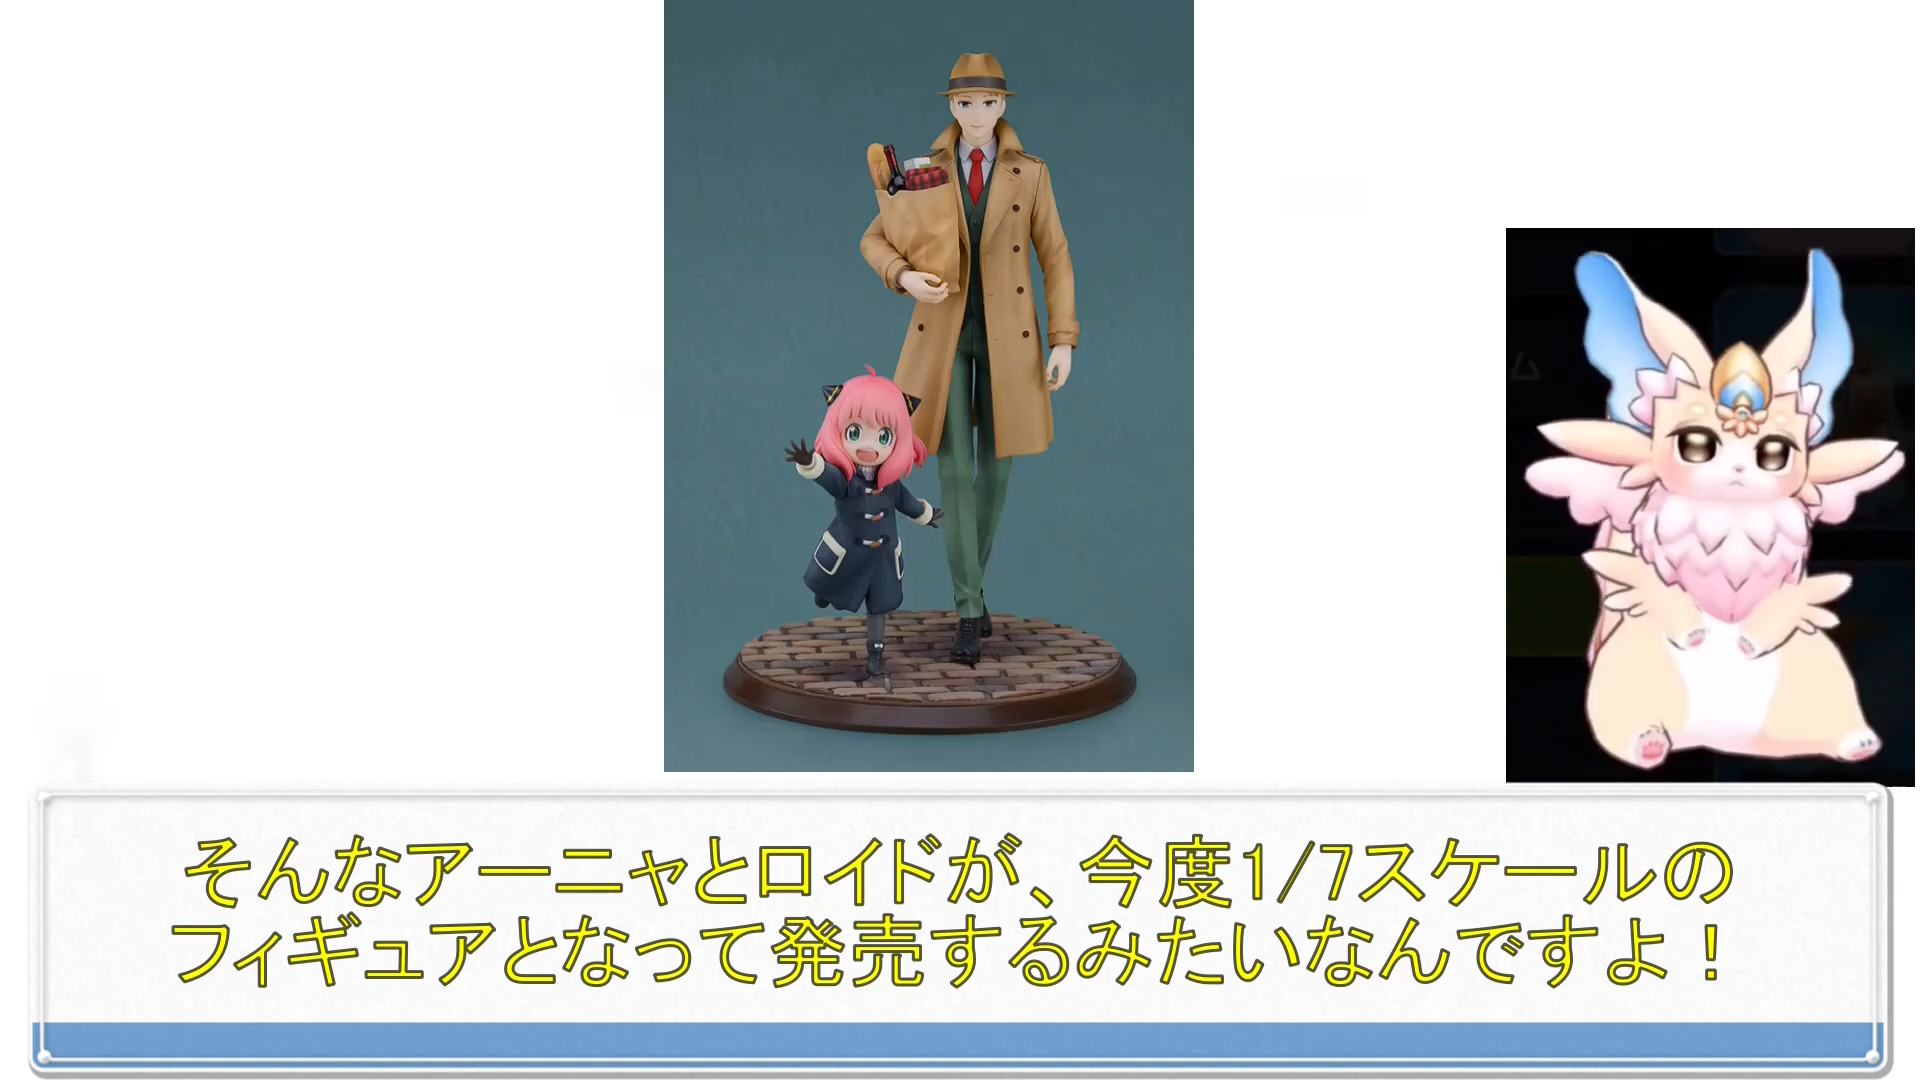 そんなアーニャとロイドが、今度1/7スケールの
フィギュアとなって発売するみたいなんですよ！